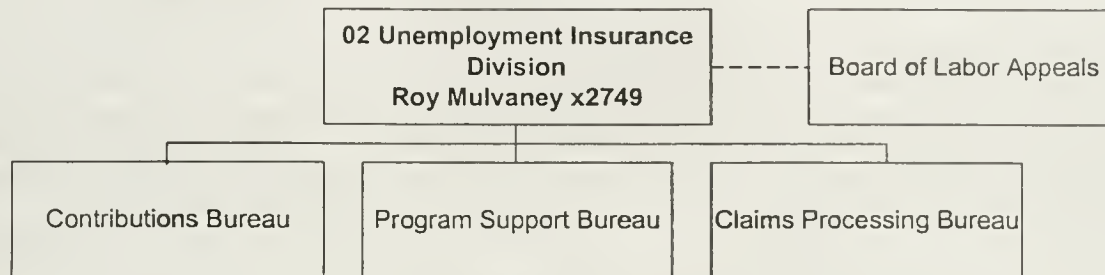 02 Unemployment Insurance
Division
Roy Mulvaney x2749
Board of Labor Appeals
Contributions Bureau
Program Support Bureau
Claims Processing Bureau